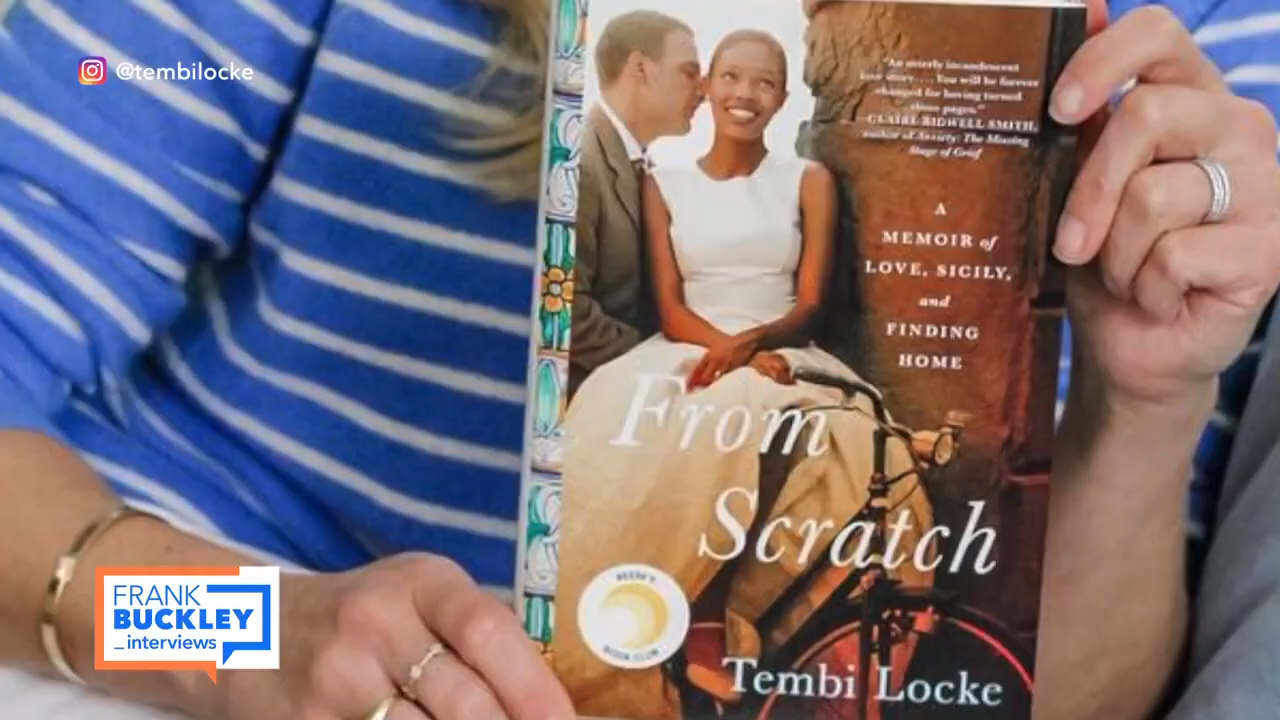 @tembilocke
"An utterly incandescent
love story. . . . You will be forever
changed for having turned
these pages."
—CLAIRE BIDWELL SMITH,
author of Anxiety: The Missing
Stage of Grief
A
MEMOIR of
LOVE, SICILY,
and
FINDING
HOME
From
Scratch
REESE'S
BOOK CLUB
Tembi Locke
FRANK
BUCKLEY
_interviews